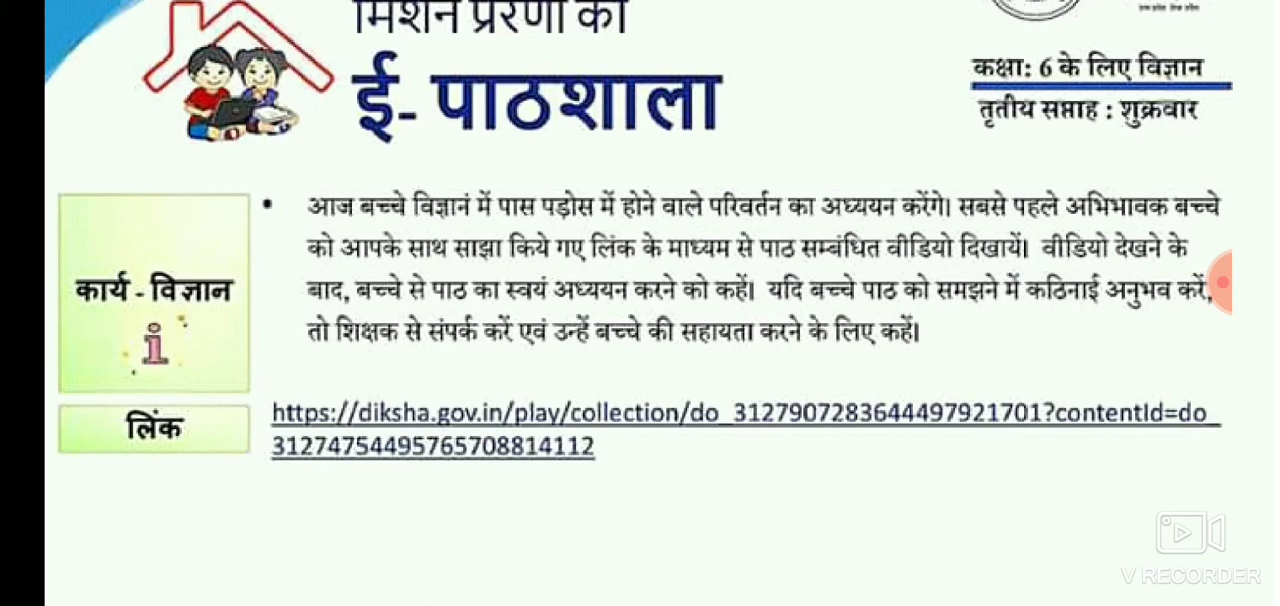 मिशन प्रेरणा की
ई- पाठशाला
कक्षा: 6 के लिए विज्ञान
तृतीय सप्ताह : शुक्रवार
कार्य - विज्ञान
• आज बच्चे विज्ञानं में पास पड़ोस में होने वाले परिवर्तन का अध्ययन करेंगे। सबसे पहले अभिभावक बच्चे
को आपके साथ साझा किये गए लिंक के माध्यम से पाठ सम्बंधित वीडियो दिखायें। वीडियो देखने के
बाद, बच्चे से पाठ का स्वयं अध्ययन करने को कहें। यदि बच्चे पाठ को समझने में कठिनाई अनुभव करें,
तो शिक्षक से संपर्क करें एवं उन्हें बच्चे की सहायता करने के लिए कहें।
लिंक
https://diksha.gov.in/play/collection/do_3127907283644497921701?contentId=do_
31274754495765708814112
V RECORDER